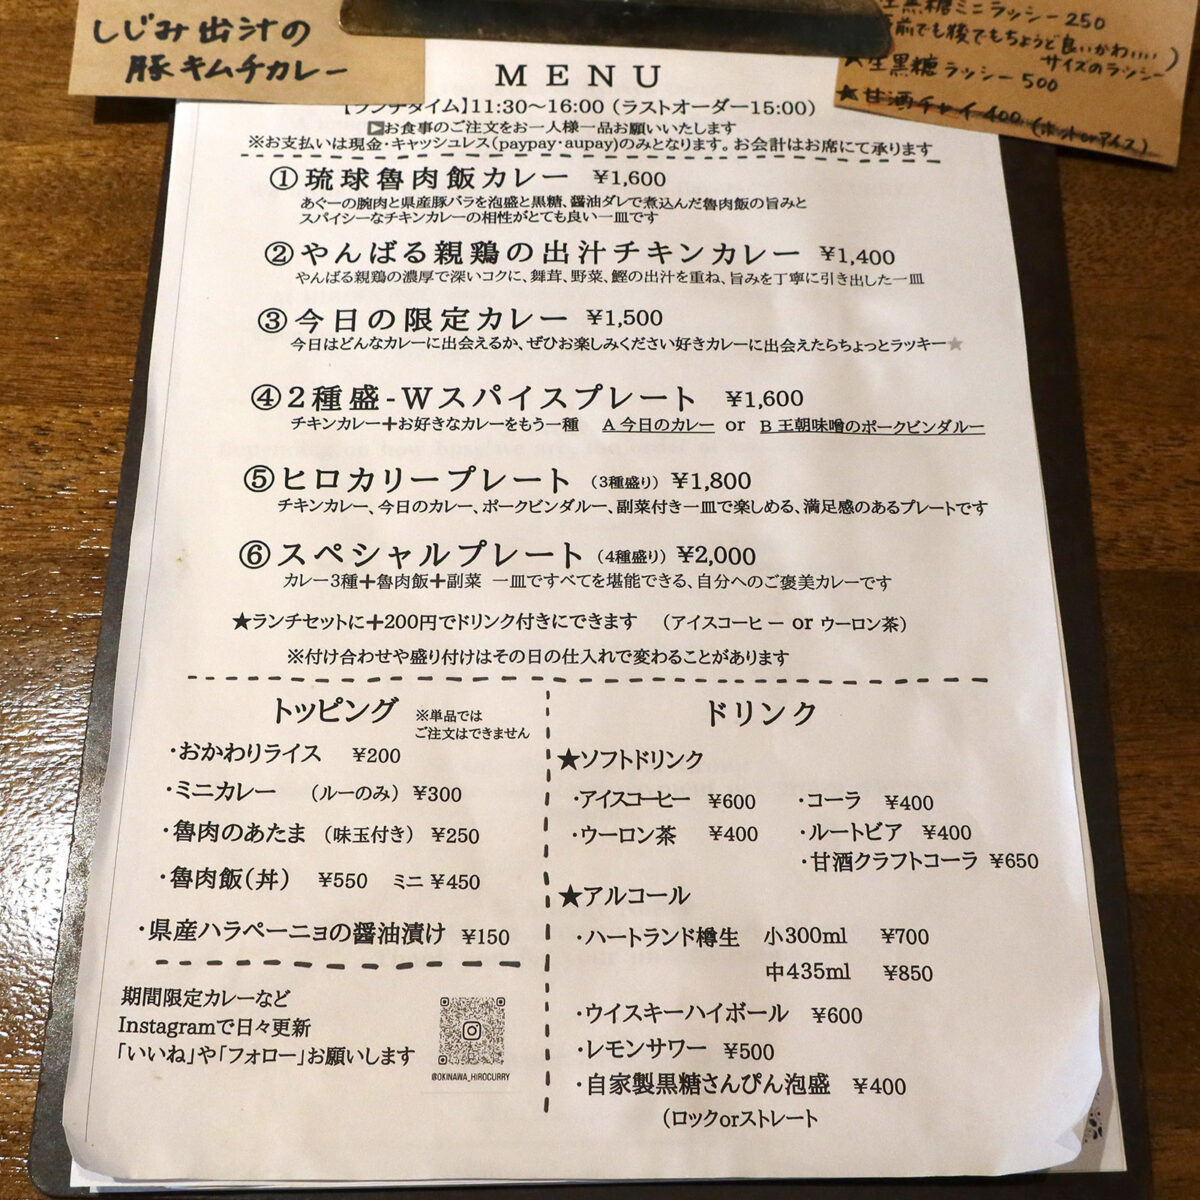 しじみ出汁の
豚キムチカレー
生黒糖ミニラッシー250
前でも後でもちょうど良いかわいい
サイズのラッシー)
★生黒糖ラッシー500
★甘酒チャイ400(ホットorアイス)
MENU
【ランチタイム】11:30〜16:00（ラストオーダー15:00）
▶お食事のご注文をお一人様一品お願いいたします
※お支払いは現金・キャッシュレス（paypay・aupay）のみとなります。お会計はお席にて承ります
①琉球魯肉飯カレー ¥1,600
あぐーの腕肉と県産豚バラを泡盛と黒糖、醤油ダレで煮込んだ魯肉飯の旨みと
スパイシーなチキンカレーの相性がとても良い一皿です
②やんばる親鶏の出汁チキンカレー ¥1,400
やんばる親鶏の濃厚で深いコクに、舞茸、野菜、鰹の出汁を重ね、旨みを丁寧に引き出した一皿
③今日の限定カレー ¥1,500
今日はどんなカレーに出会えるか、ぜひお楽しみください好きカレーに出会えたらちょっとラッキー★
④2種盛-Wスパイスプレート ¥1,600
チキンカレー＋お好きなカレーをもう一種 A 今日のカレー or B 王朝味噌のポークビンダルー
⑤ヒロカリープレート（3種盛り）¥1,800
チキンカレー、今日のカレー、ポークビンダルー、副菜付き一皿で楽しめる、満足感のあるプレートです
⑥スペシャルプレート（4種盛り）¥2,000
カレー3種＋魯肉飯＋副菜 一皿ですべてを堪能できる、自分へのご褒美カレーです
★ランチセットに＋200円でドリンク付きにできます （アイスコーヒー or ウーロン茶）
※付け合わせや盛り付けはその日の仕入れで変わることがあります
トッピング ※単品では
ご注文はできません
・おかわりライス ¥200
・ミニカレー （ルーのみ）¥300
・魯肉のあたま（味玉付き）¥250
・魯肉飯（丼） ¥550 ミニ ¥450
・県産ハラペーニョの醤油漬け ¥150
期間限定カレーなど
Instagramで日々更新
「いいね」や「フォロー」お願いします
@OKINAWA_HIROCURRY
ドリンク
★ソフトドリンク
・アイスコーヒー ¥600 ・コーラ ¥400
・ウーロン茶 ¥400 ・ルートビア ¥400
・甘酒クラフトコーラ ¥650
★アルコール
・ハートランド樽生 小300ml ¥700
中435ml ¥850
・ウイスキーハイボール ¥600
・レモンサワー ¥500
・自家製黒糖さんぴん泡盛 ¥400
（ロックorストレート